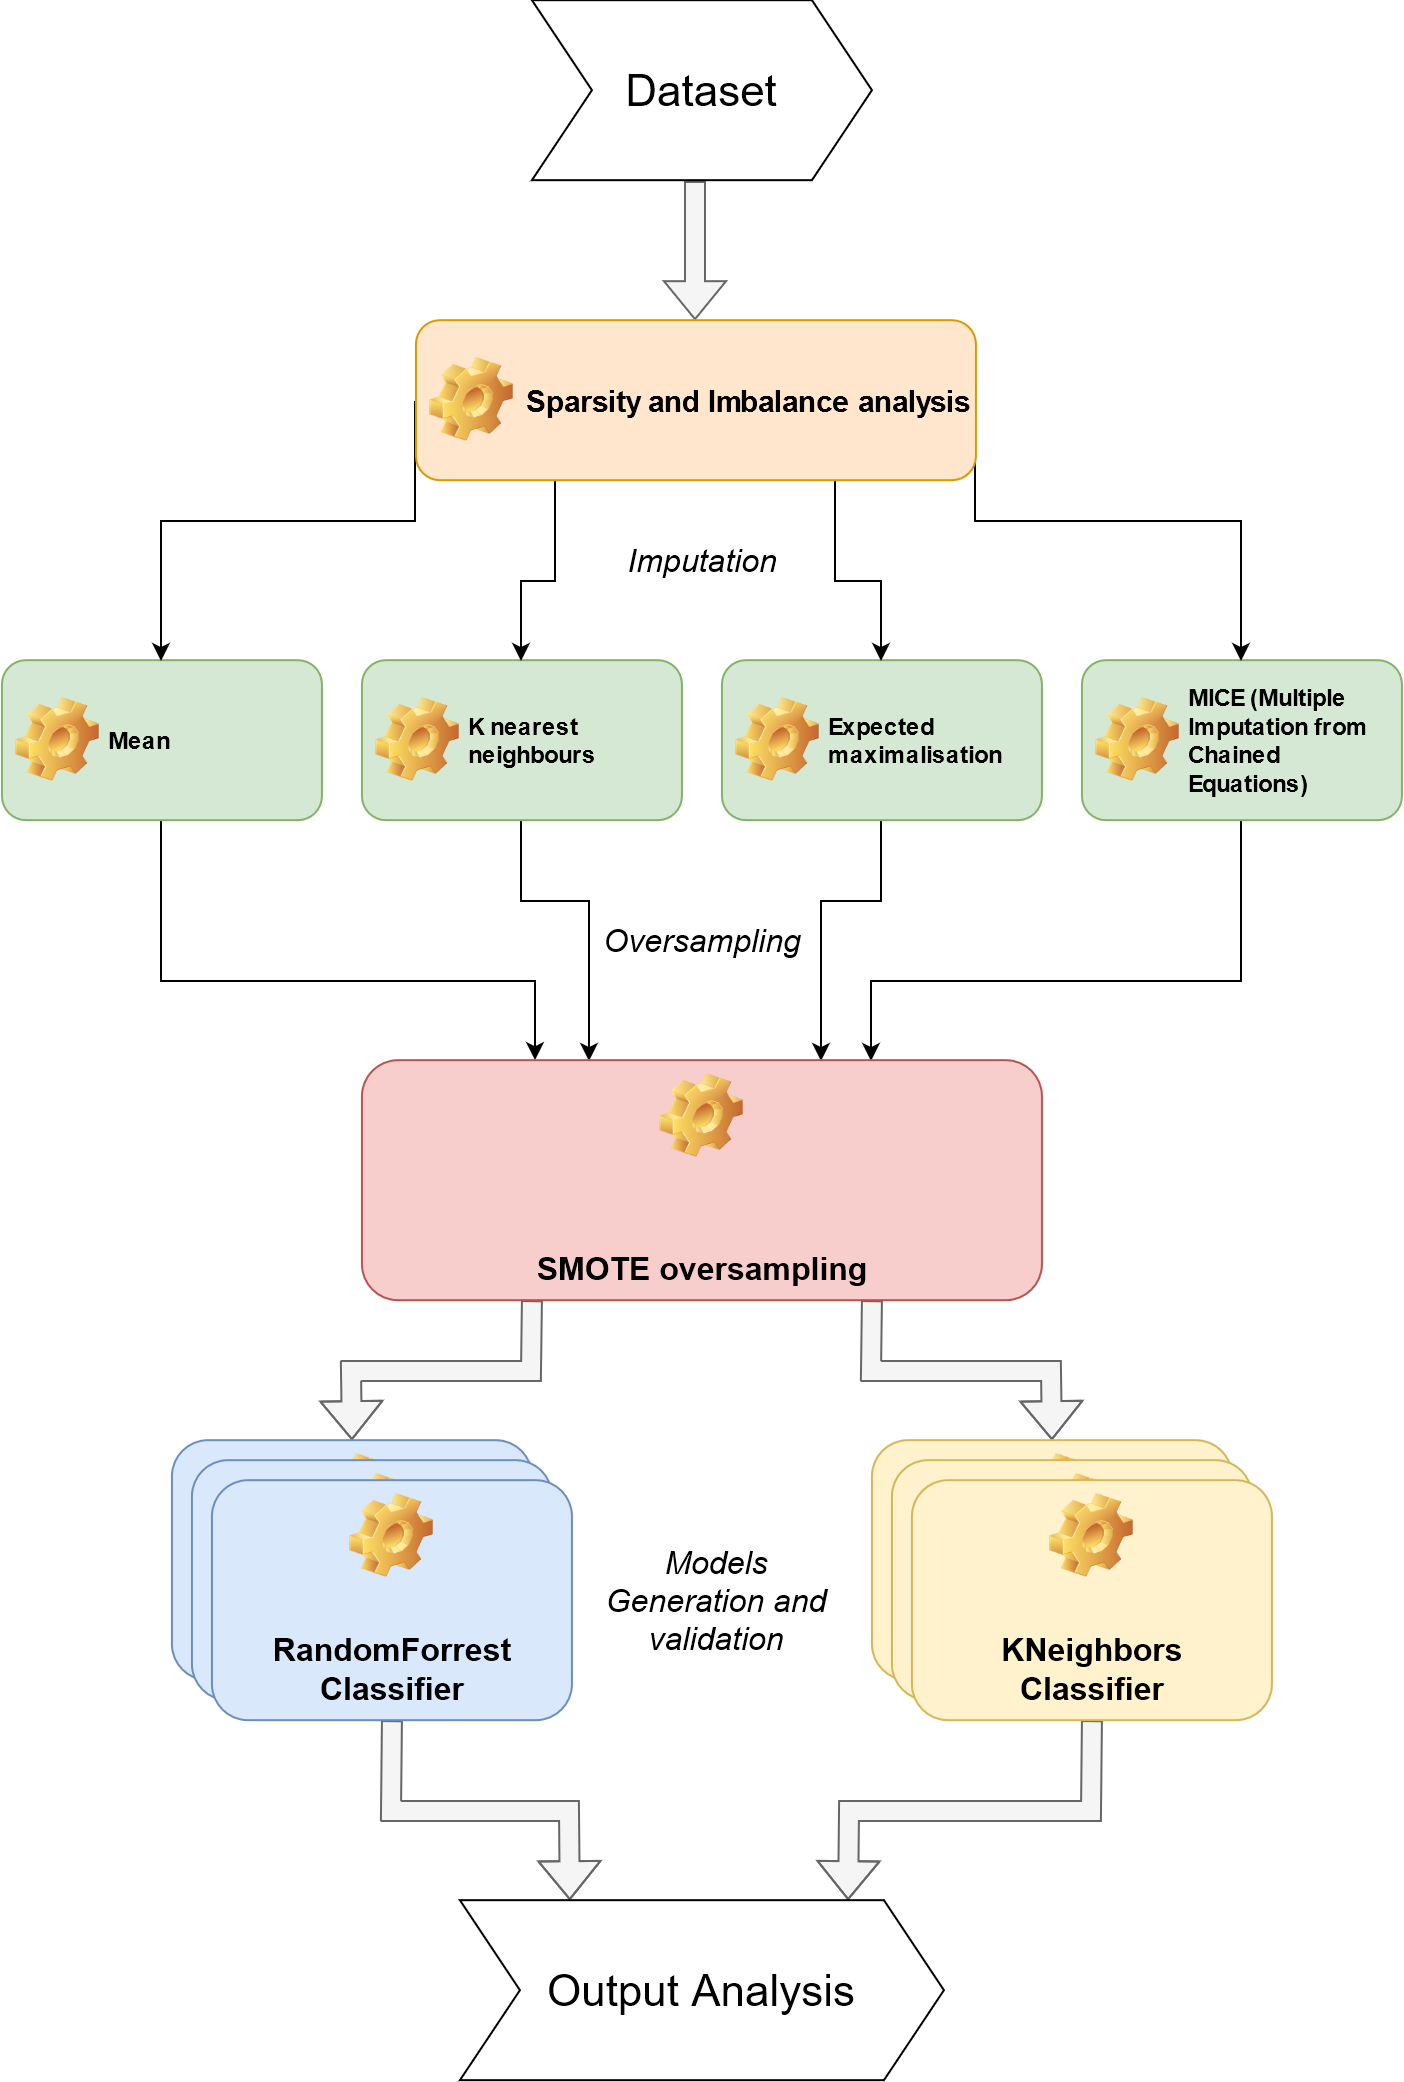 Dataset
Sparsity and Imbalance analysis
Imputation
Mean
K nearest
neighbours
Expected
maximalisation
MICE (Multiple
Imputation from
Chained
Equations)
Oversampling
SMOTE oversampling
Models
Generation and
validation
RandomForrest
Classifier
KNeighbors
Classifier
Output Analysis